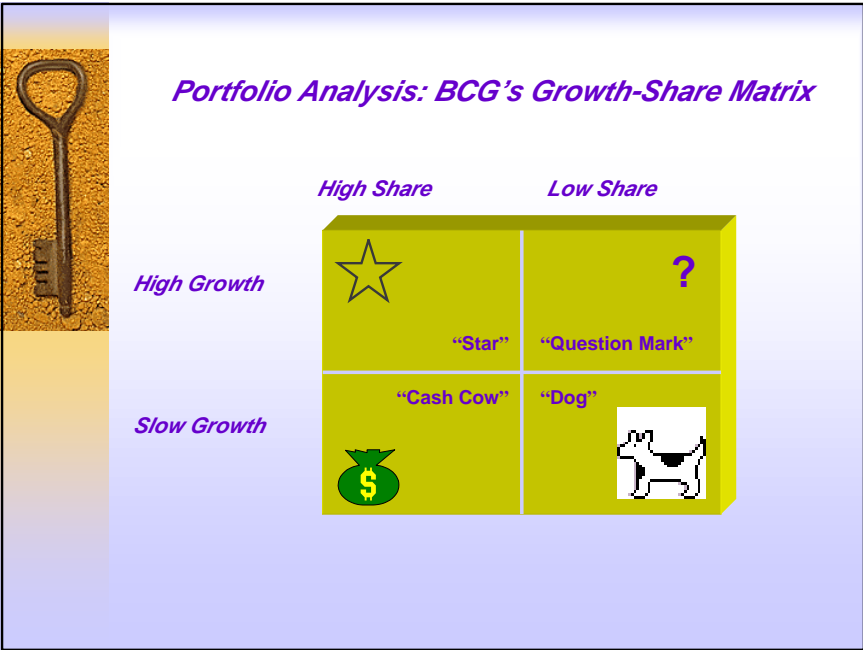 Portfolio Analysis: BCG's Growth-Share Matrix
High Share Low Share
High Growth
?
“Star” “Question Mark”
“Cash Cow” “Dog”
Slow Growth
$